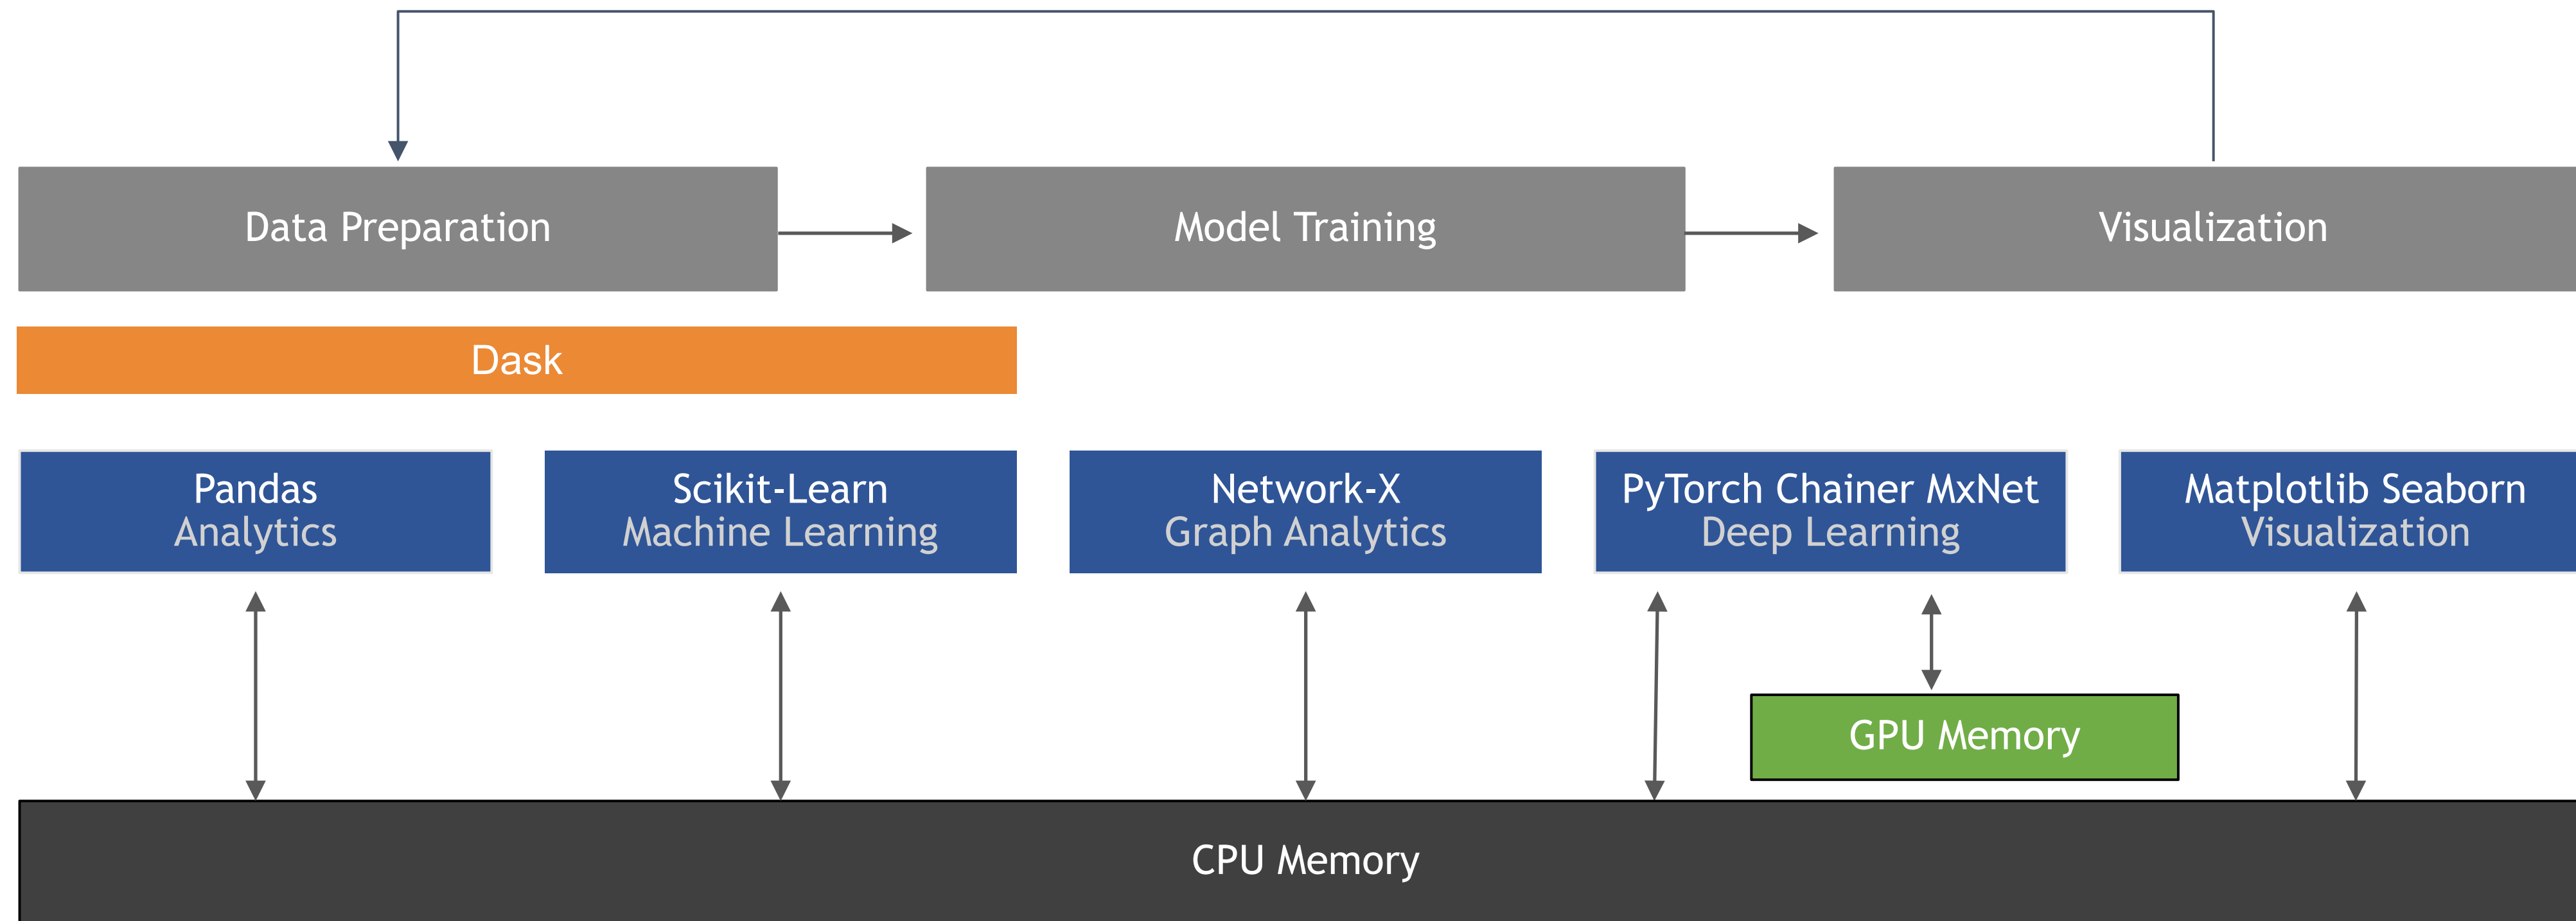 Data Preparation
Model Training
Visualization
Dask
Pandas
Analytics
Scikit-Learn
Machine Learning
Network-X
Graph Analytics
PyTorch Chainer MxNet
Deep Learning
Matplotlib Seaborn
Visualization
GPU Memory
CPU Memory